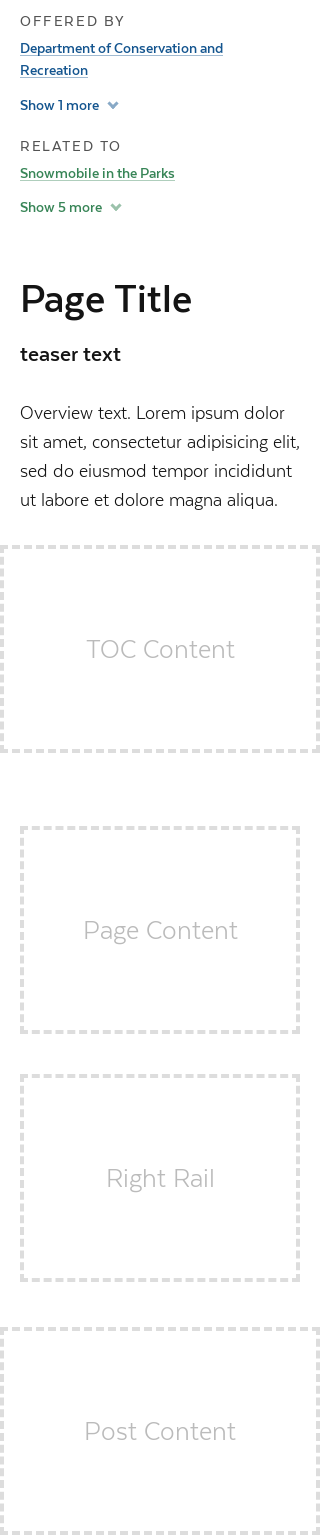 OFFERED BY
Department of Conservation and
Recreation
Show 1 more
RELATED TO
Snowmobile in the Parks
Show 5 more
Page Title
teaser text
Overview text. Lorem ipsum dolor
sit amet, consectetur adipisicing elit,
sed do eiusmod tempor incididunt
ut labore et dolore magna aliqua.
TOC Content
Page Content
Right Rail
Post Content